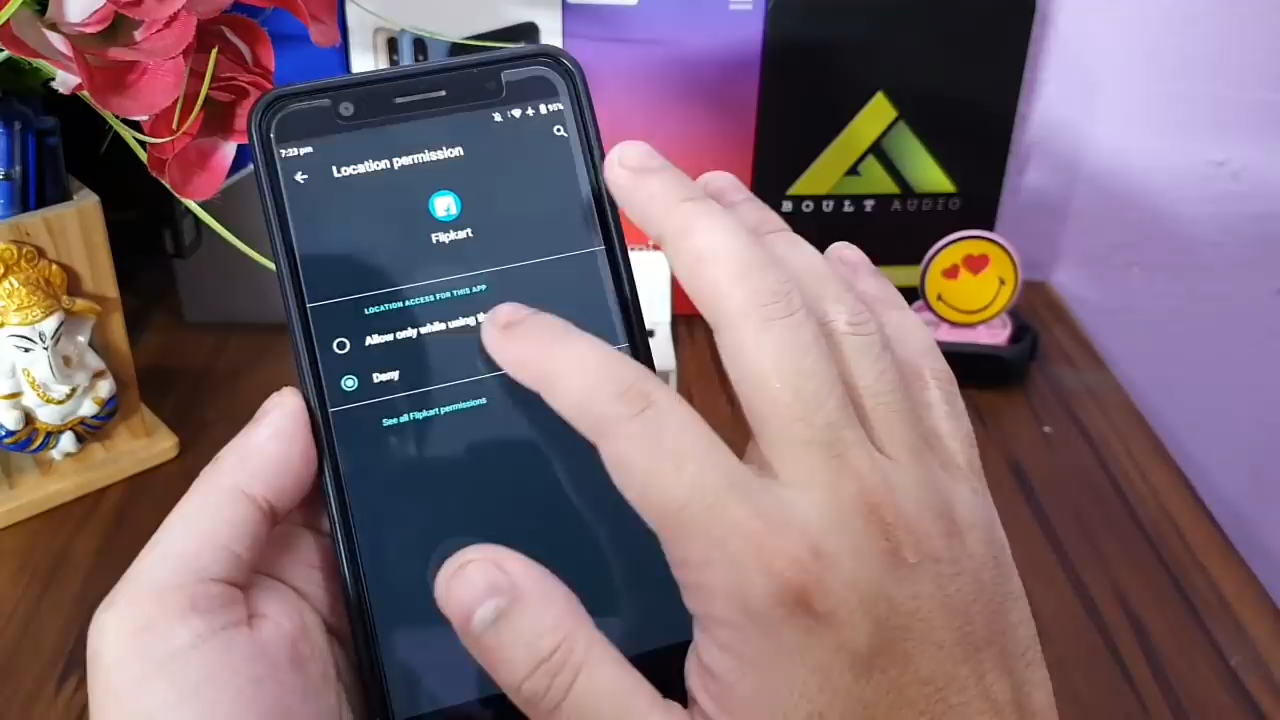 7:23 pm
95%
Location permission
Flipkart
LOCATION ACCESS FOR THIS APP
Allow only while using
Deny
See all Flipkart permissions
BOULT AUDIO